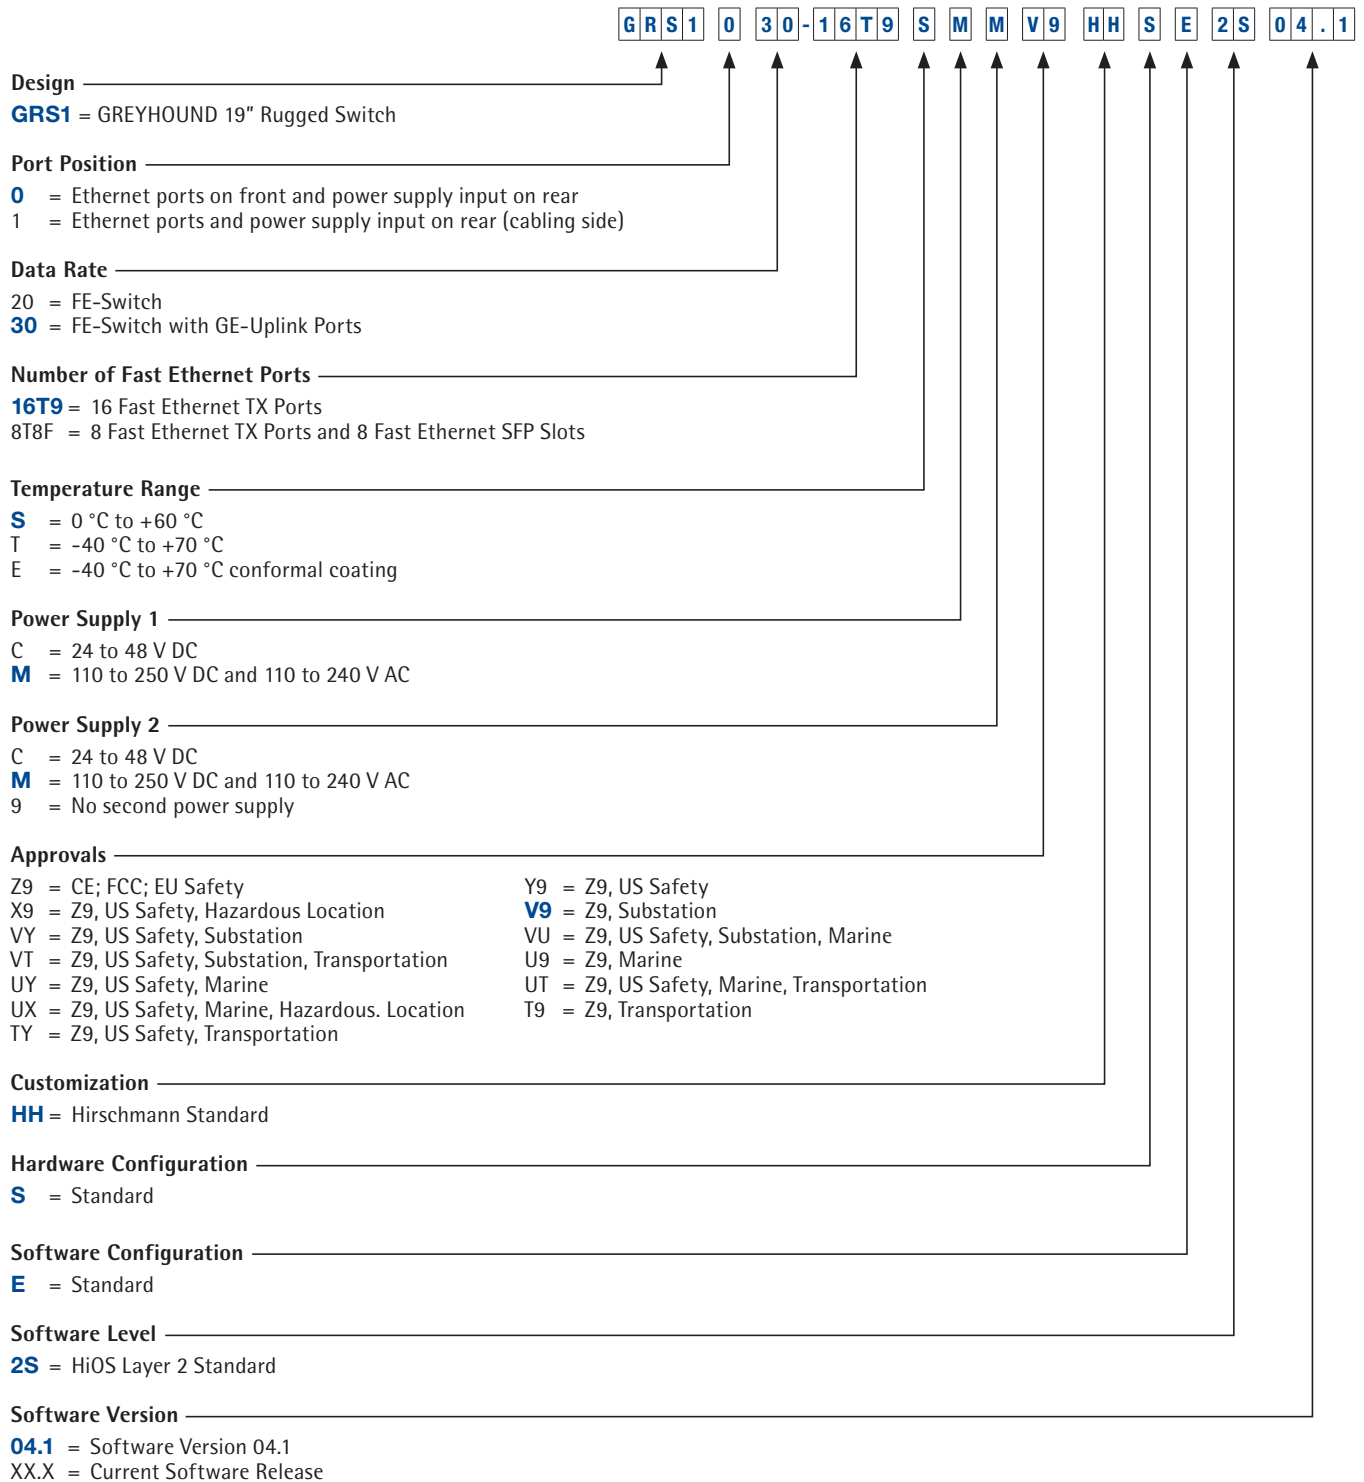 GRS1 0 30-16T9 S M M V9 HH S E 2S 04.1
Design
GRS1 = GREYHOUND 19" Rugged Switch
Port Position
0 = Ethernet ports on front and power supply input on rear
1 = Ethernet ports and power supply input on rear (cabling side)
Data Rate
20 = FE-Switch
30 = FE-Switch with GE-Uplink Ports
Number of Fast Ethernet Ports
16T9 = 16 Fast Ethernet TX Ports
8T8F = 8 Fast Ethernet TX Ports and 8 Fast Ethernet SFP Slots
Temperature Range
S = 0 °C to +60 °C
T = -40 °C to +70 °C
E = -40 °C to +70 °C conformal coating
Power Supply 1
C = 24 to 48 V DC
M = 110 to 250 V DC and 110 to 240 V AC
Power Supply 2
C = 24 to 48 V DC
M = 110 to 250 V DC and 110 to 240 V AC
9 = No second power supply
Approvals
Z9 = CE; FCC; EU Safety
X9 = Z9, US Safety, Hazardous Location
VY = Z9, US Safety, Substation
VT = Z9, US Safety, Substation, Transportation
UY = Z9, US Safety, Marine
UX = Z9, US Safety, Marine, Hazardous. Location
TY = Z9, US Safety, Transportation
Y9 = Z9, US Safety
V9 = Z9, Substation
VU = Z9, US Safety, Substation, Marine
U9 = Z9, Marine
UT = Z9, US Safety, Marine, Transportation
T9 = Z9, Transportation
Customization
HH = Hirschmann Standard
Hardware Configuration
S = Standard
Software Configuration
E = Standard
Software Level
2S = HiOS Layer 2 Standard
Software Version
04.1 = Software Version 04.1
XX.X = Current Software Release